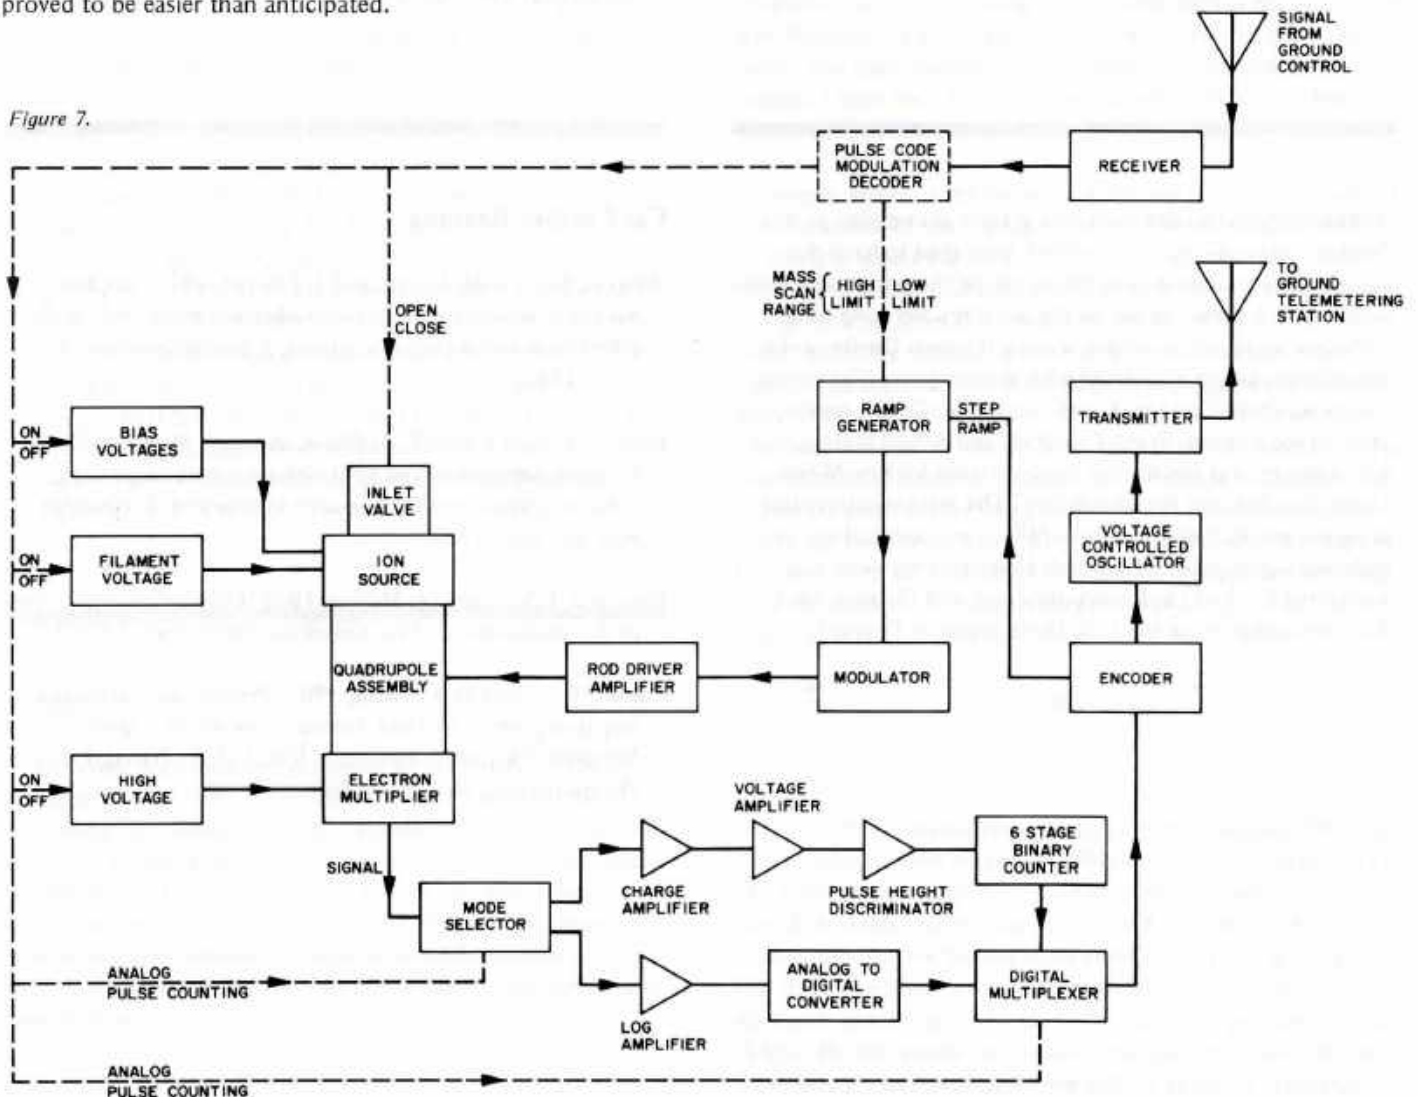 proved to be easier than anticipated.
Figure 7.
SIGNAL
FROM
GROUND
CONTROL
PULSE CODE
MODULATION
DECODER
RECEIVER
MASS
SCAN
RANGE
HIGH
LIMIT
LOW
LIMIT
TO
GROUND
TELEMETERING
STATION
OPEN
CLOSE
ON
OFF
BIAS
VOLTAGES
RAMP
GENERATOR
STEP
RAMP
TRANSMITTER
INLET
VALVE
ON
OFF
FILAMENT
VOLTAGE
ION
SOURCE
VOLTAGE
CONTROLLED
OSCILLATOR
QUADRUPOLE
ASSEMBLY
ROD DRIVER
AMPLIFIER
MODULATOR
ENCODER
ON
OFF
HIGH
VOLTAGE
ELECTRON
MULTIPLIER
VOLTAGE
AMPLIFIER
6 STAGE
BINARY
COUNTER
SIGNAL
CHARGE
AMPLIFIER
PULSE HEIGHT
DISCRIMINATOR
MODE
SELECTOR
ANALOG
PULSE COUNTING
LOG
AMPLIFIER
ANALOG TO
DIGITAL
CONVERTER
DIGITAL
MULTIPLEXER
ANALOG
PULSE COUNTING